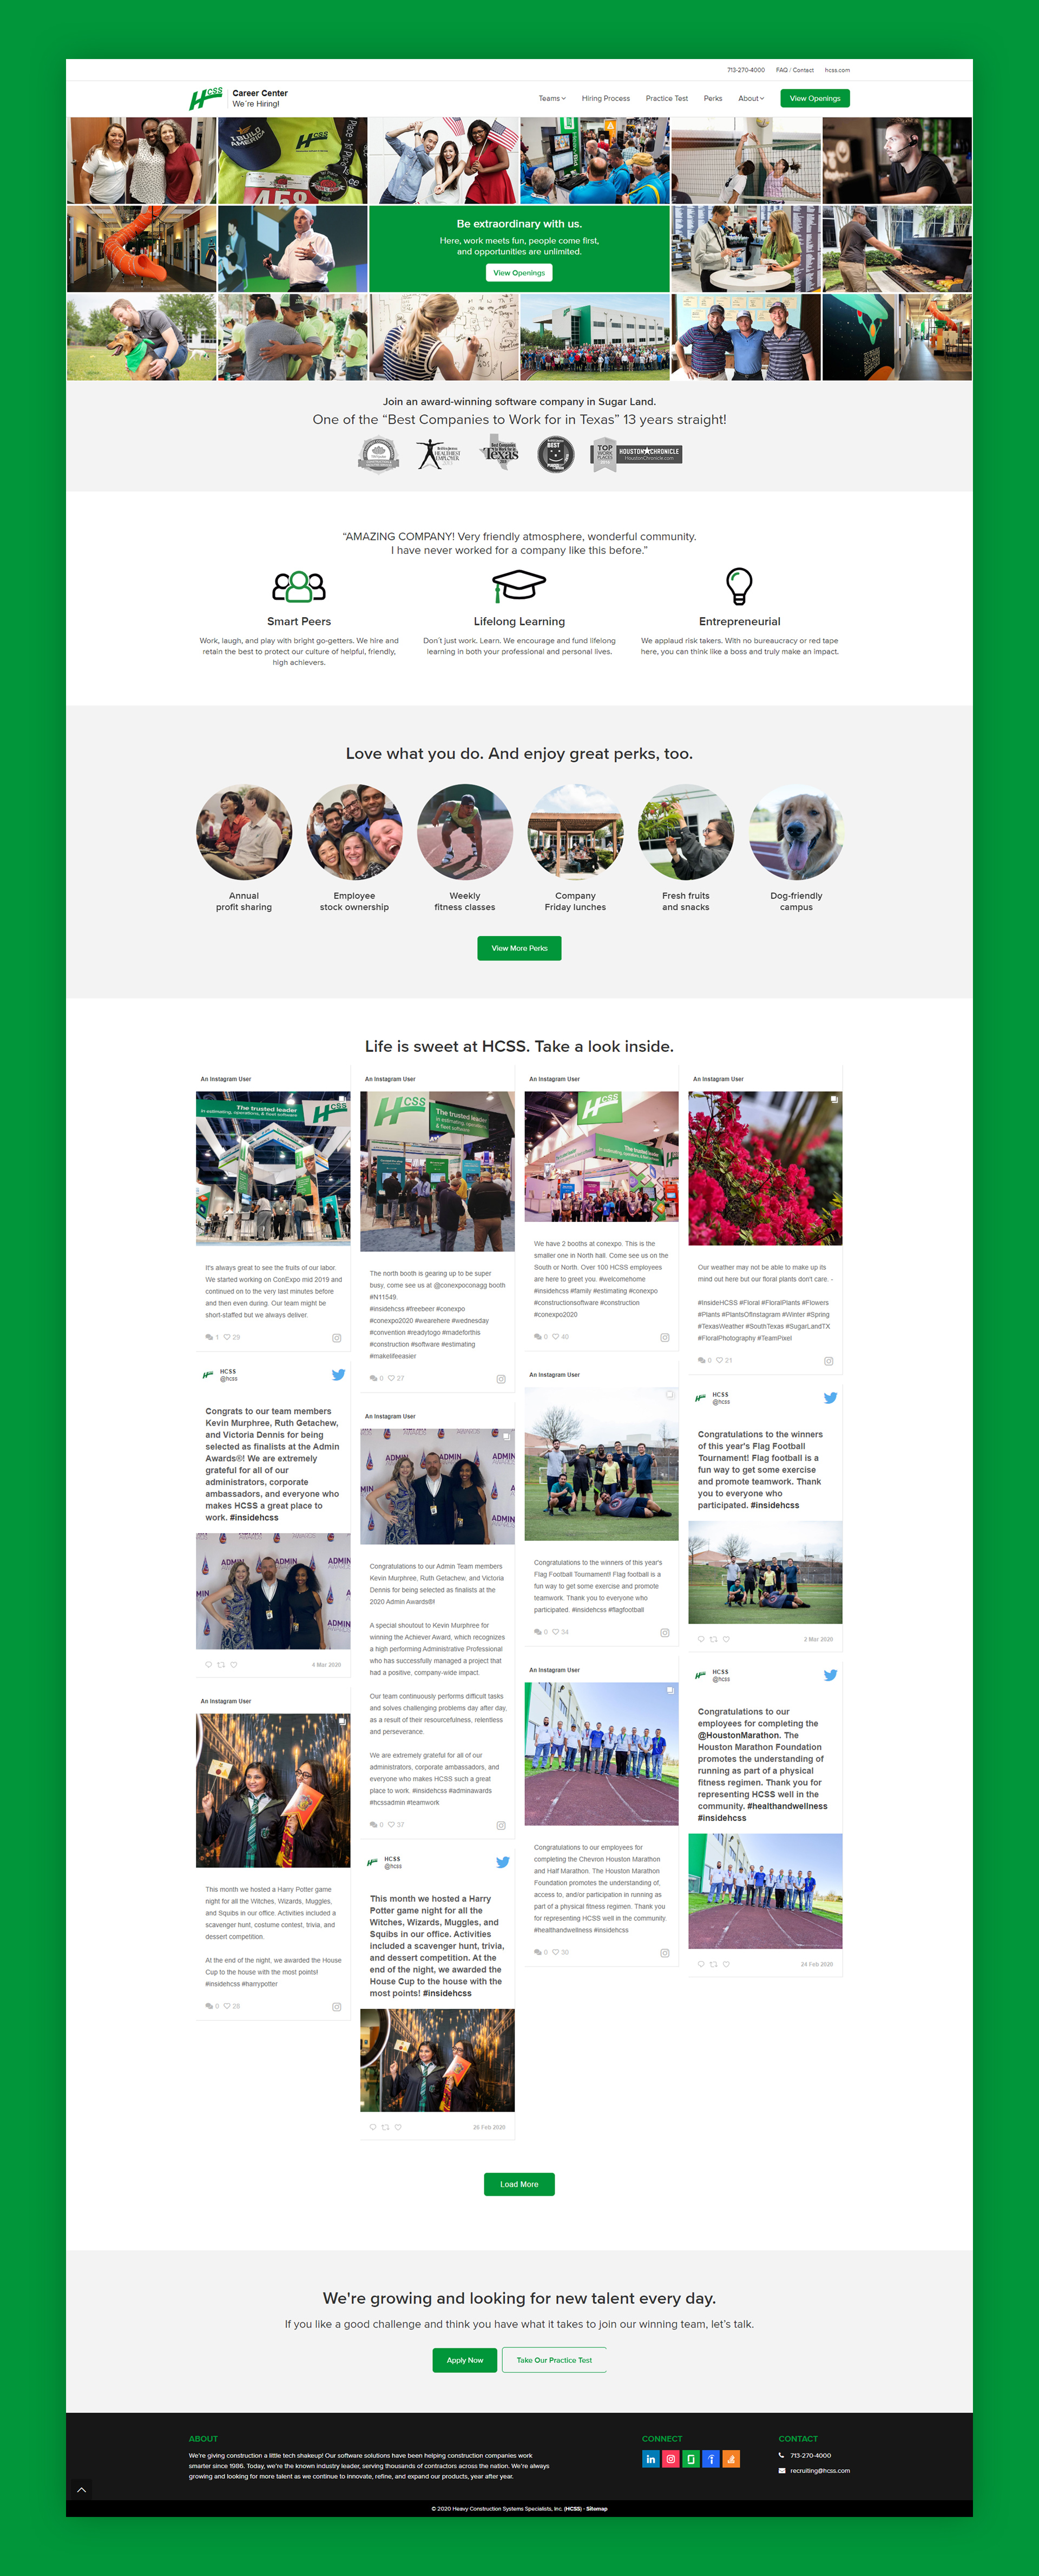 713-270-4000 FAQ / Contact hcss.com
HCSS
Career Center
We´re Hiring!
Teams Hiring Process Practice Test Perks About View Openings
I BUILD
AMERICA
HCSS
458
Be extraordinary with us.
Here, work meets fun, people come first,
and opportunities are unlimited.
View Openings
Join an award-winning software company in Sugar Land.
One of the “Best Companies to Work for in Texas” 13 years straight!
HEALTHIEST
EMPLOYER
Best Companies
Texas
BEST
TOP
WORK
PLACES
HOUSTON CHRONICLE
HoustonChronicle.com
“AMAZING COMPANY! Very friendly atmosphere, wonderful community.
I have never worked for a company like this before.”
Smart Peers
Work, laugh, and play with bright go-getters. We hire and
retain the best to protect our culture of helpful, friendly,
high achievers.
Lifelong Learning
Don´t just work. Learn. We encourage and fund lifelong
learning in both your professional and personal lives.
Entrepreneurial
We applaud risk takers. With no bureaucracy or red tape
here, you can think like a boss and truly make an impact.
Love what you do. And enjoy great perks, too.
Annual
profit sharing
Employee
stock ownership
Weekly
fitness classes
Company
Friday lunches
Fresh fruits
and snacks
Dog-friendly
campus
View More Perks
Life is sweet at HCSS. Take a look inside.
An Instagram User
The trusted leader
in estimating, operations, & fleet software
HCSS
It's always great to see the fruits of our labor.
We started working on ConExpo mid 2019 and
continued on to the very last minutes before
and then even during. Our team might be
short-staffed but we always deliver.
1 29
HCSS
@hcss
Congrats to our team members
Kevin Murphree, Ruth Getachew,
and Victoria Dennis for being
selected as finalists at the Admin
Awards®! We are extremely
grateful for all of our
administrators, corporate
ambassadors, and everyone who
makes HCSS a great place to
work. #insidehcss
ADMIN
AWARDS
4 Mar 2020
An Instagram User
This month we hosted a Harry Potter game
night for all the Witches, Wizards, Muggles,
and Squibs in our office. Activities included a
scavenger hunt, costume contest, trivia, and
dessert competition.
At the end of the night, we awarded the House
Cup to the house with the most points!
#insidehcss #harrypotter
0 28
An Instagram User
HCSS
The trusted leader
in estimating, operations,
& fleet software
The north booth is gearing up to be super
busy, come see us at @conexpoconagg booth
#N11549.
#insidehcss #freebeer #conexpo
#conexpo2020 #wearehere #wednesday
#convention #readytogo #madeforthis
#construction #software #estimating
#makelifeeasier
0 27
An Instagram User
ADMIN
AWARDS
Congratulations to our Admin Team members
Kevin Murphree, Ruth Getachew, and Victoria
Dennis for being selected as finalists at the
2020 Admin Awards®!
A special shoutout to Kevin Murphree for
winning the Achiever Award, which recognizes
a high performing Administrative Professional
who has successfully managed a project that
had a positive, company-wide impact.
Our team continuously performs difficult tasks
and solves challenging problems day after day,
as a result of their resourcefulness, relentless
and perseverance.
We are extremely grateful for all of our
administrators, corporate ambassadors, and
everyone who makes HCSS such a great
place to work. #insidehcss #adminawards
#hcssadmin #teamwork
0 37
HCSS
@hcss
This month we hosted a Harry
Potter game night for all the
Witches, Wizards, Muggles, and
Squibs in our office. Activities
included a scavenger hunt, trivia,
and dessert competition. At the
end of the night, we awarded the
House Cup to the house with the
most points! #insidehcss
26 Feb 2020
An Instagram User
HCSS
The trusted leader
We have 2 booths at conexpo. This is the
smaller one in North hall. Come see us on the
South or North. Over 100 HCSS employees
are here to greet you. #welcomehome
#insidehcss #family #estimating #conexpo
#constructionsoftware #construction
#conexpo2020
0 40
An Instagram User
Congratulations to the winners of this year's
Flag Football Tournament! Flag football is a
fun way to get some exercise and promote
teamwork. Thank you to everyone who
participated. #insidehcss #flagfootball
0 34
An Instagram User
Congratulations to our employees for
completing the Chevron Houston Marathon
and Half Marathon. The Houston Marathon
Foundation promotes the understanding of,
access to, and/or participation in running as
part of a physical fitness regimen. Thank you
for representing HCSS well in the community.
#healthandwellness #insidehcss
0 30
An Instagram User
Our weather may not be able to make up its
mind out here but our floral plants don't care. -
#InsideHCSS #Floral #FloralPlants #Flowers
#Plants #PlantsOfInstagram #Winter #Spring
#TexasWeather #SouthTexas #SugarLandTX
#FloralPhotography #TeamPixel
0 21
HCSS
@hcss
Congratulations to the winners
of this year's Flag Football
Tournament! Flag football is a
fun way to get some exercise
and promote teamwork. Thank
you to everyone who
participated. #insidehcss
2 Mar 2020
HCSS
@hcss
Congratulations to our
employees for completing the
@HoustonMarathon. The
Houston Marathon Foundation
promotes the understanding of
running as part of a physical
fitness regimen. Thank you for
representing HCSS well in the
community. #healthandwellness
#insidehcss
24 Feb 2020
Load More
We're growing and looking for new talent every day.
If you like a good challenge and think you have what it takes to join our winning team, let’s talk.
Apply Now Take Our Practice Test
ABOUT
We're giving construction a little tech shakeup! Our software solutions have been helping construction companies work
smarter since 1986. Today, we're the known industry leader, serving thousands of contractors across the nation. We're always
growing and looking for more talent as we continue to innovate, refine, and expand our products, year after year.
CONNECT
CONTACT
713-270-4000
recruiting@hcss.com
© 2020 Heavy Construction Systems Specialists, Inc. (HCSS) - Sitemap